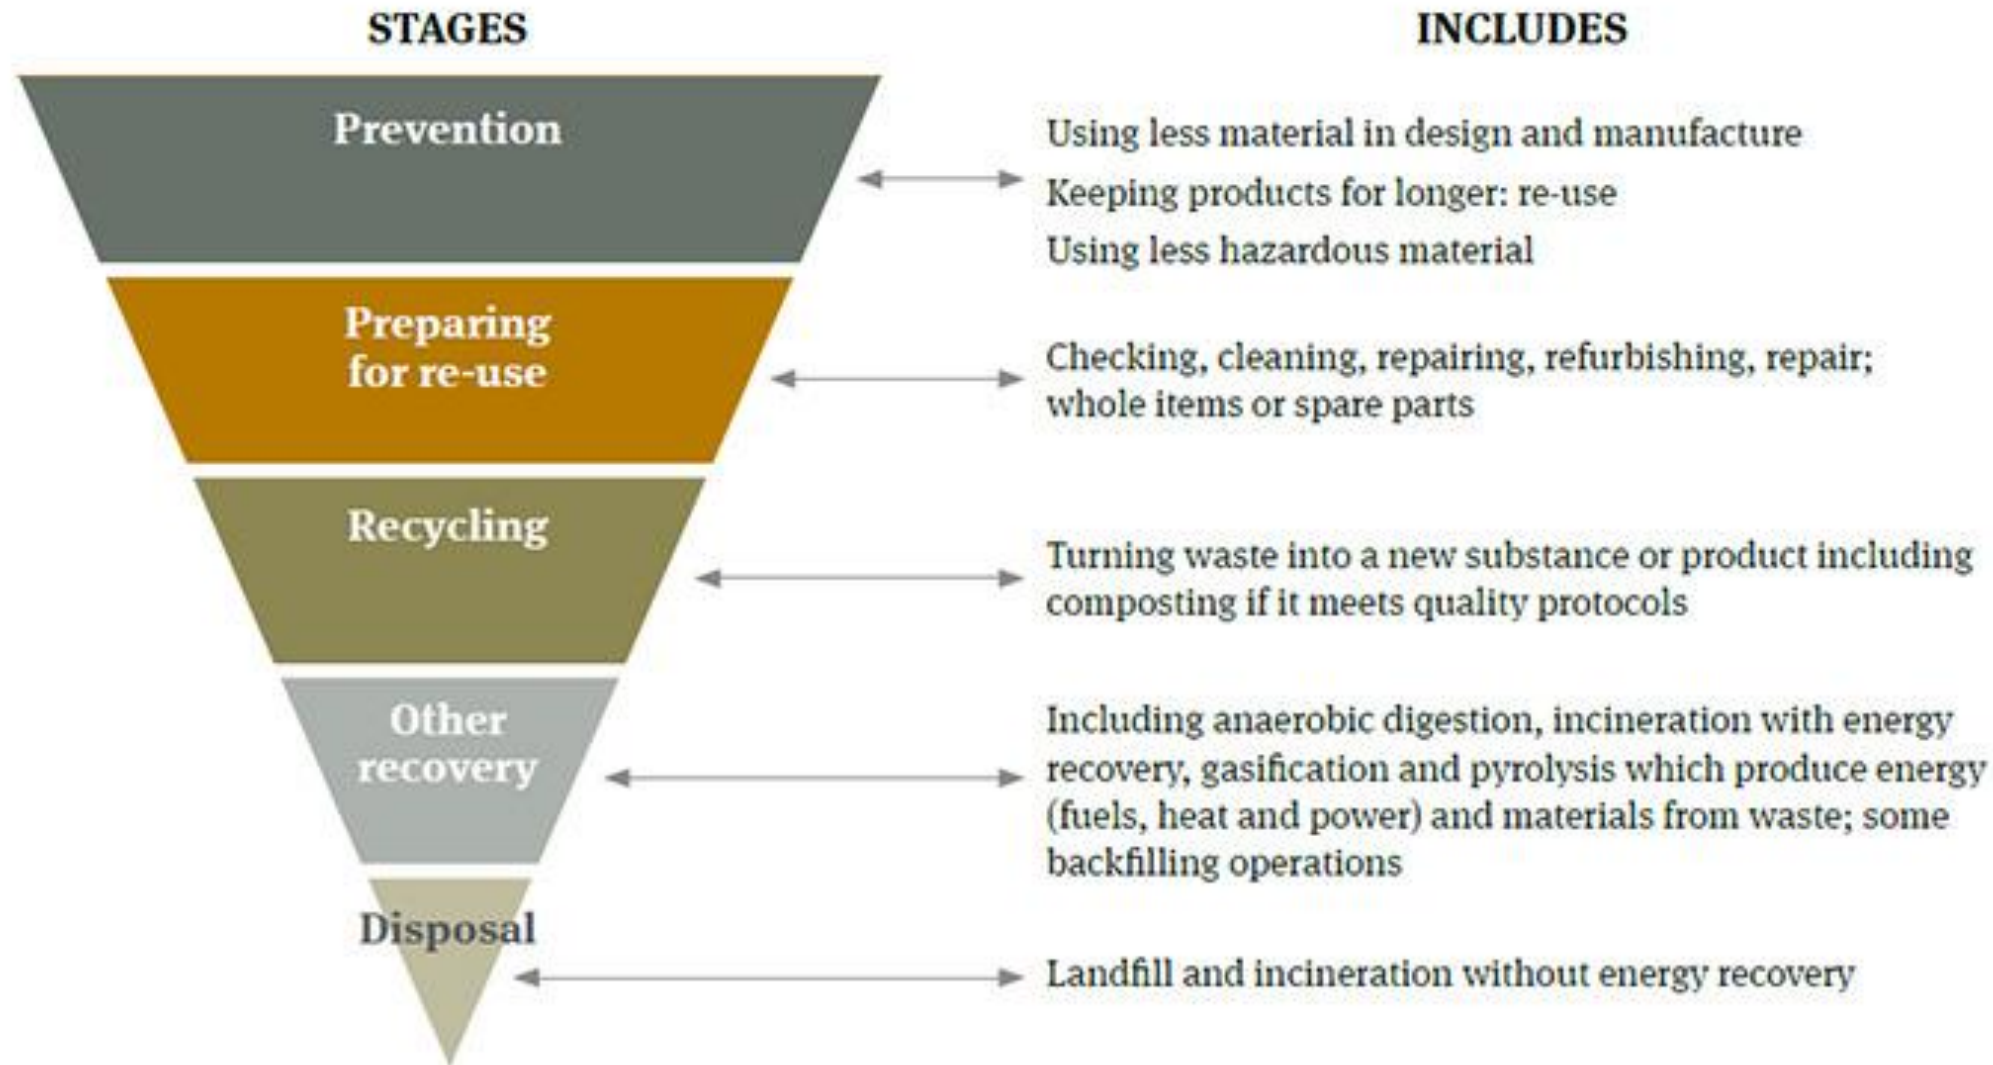 STAGES
INCLUDES
Prevention
Using less material in design and manufacture
Keeping products for longer: re-use
Using less hazardous material
Preparing
for re-use
Checking, cleaning, repairing, refurbishing, repair;
whole items or spare parts
Recycling
Turning waste into a new substance or product including
composting if it meets quality protocols
Other
recovery
Including anaerobic digestion, incineration with energy
recovery, gasification and pyrolysis which produce energy
(fuels, heat and power) and materials from waste; some
backfilling operations
Disposal
Landfill and incineration without energy recovery